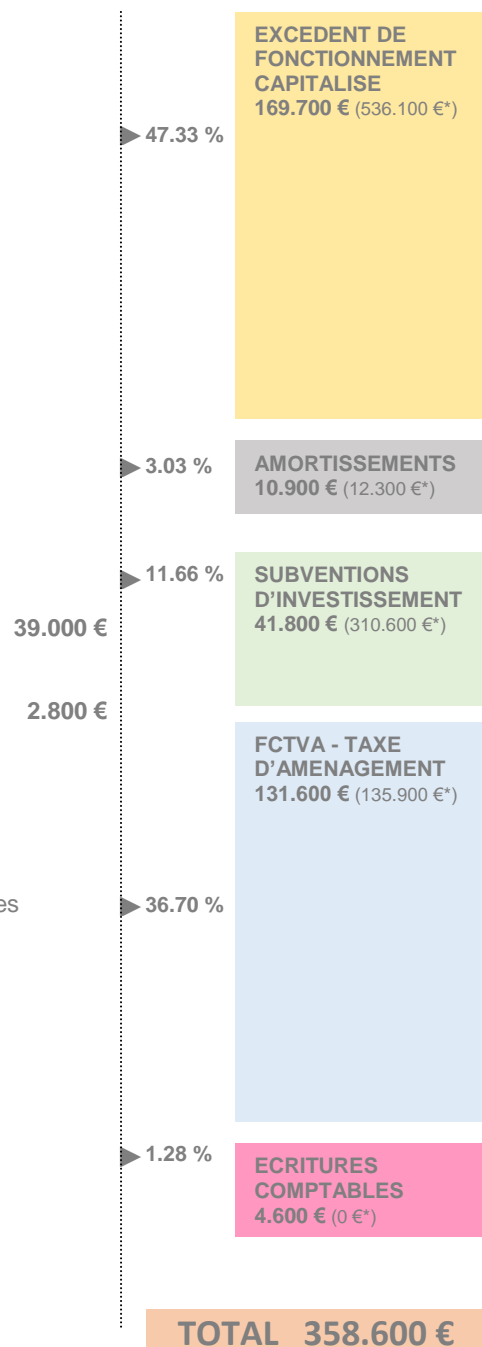 EXCEDENT DE
FONCTIONNEMENT
CAPITALISE
169.700 € (536.100 €*)
47.33 %
3.03 %
AMORTISSEMENTS
10.900 € (12.300 €*)
11.66 %
SUBVENTIONS
D'INVESTISSEMENT
41.800 € (310.600 €*)
39.000 €
2.800 €
FCTVA - TAXE
D'AMENAGEMENT
131.600 € (135.900 €*)
es
36.70 %
1.28 %
ECRITURES
COMPTABLES
4.600 € (0 €*)
TOTAL 358.600 €